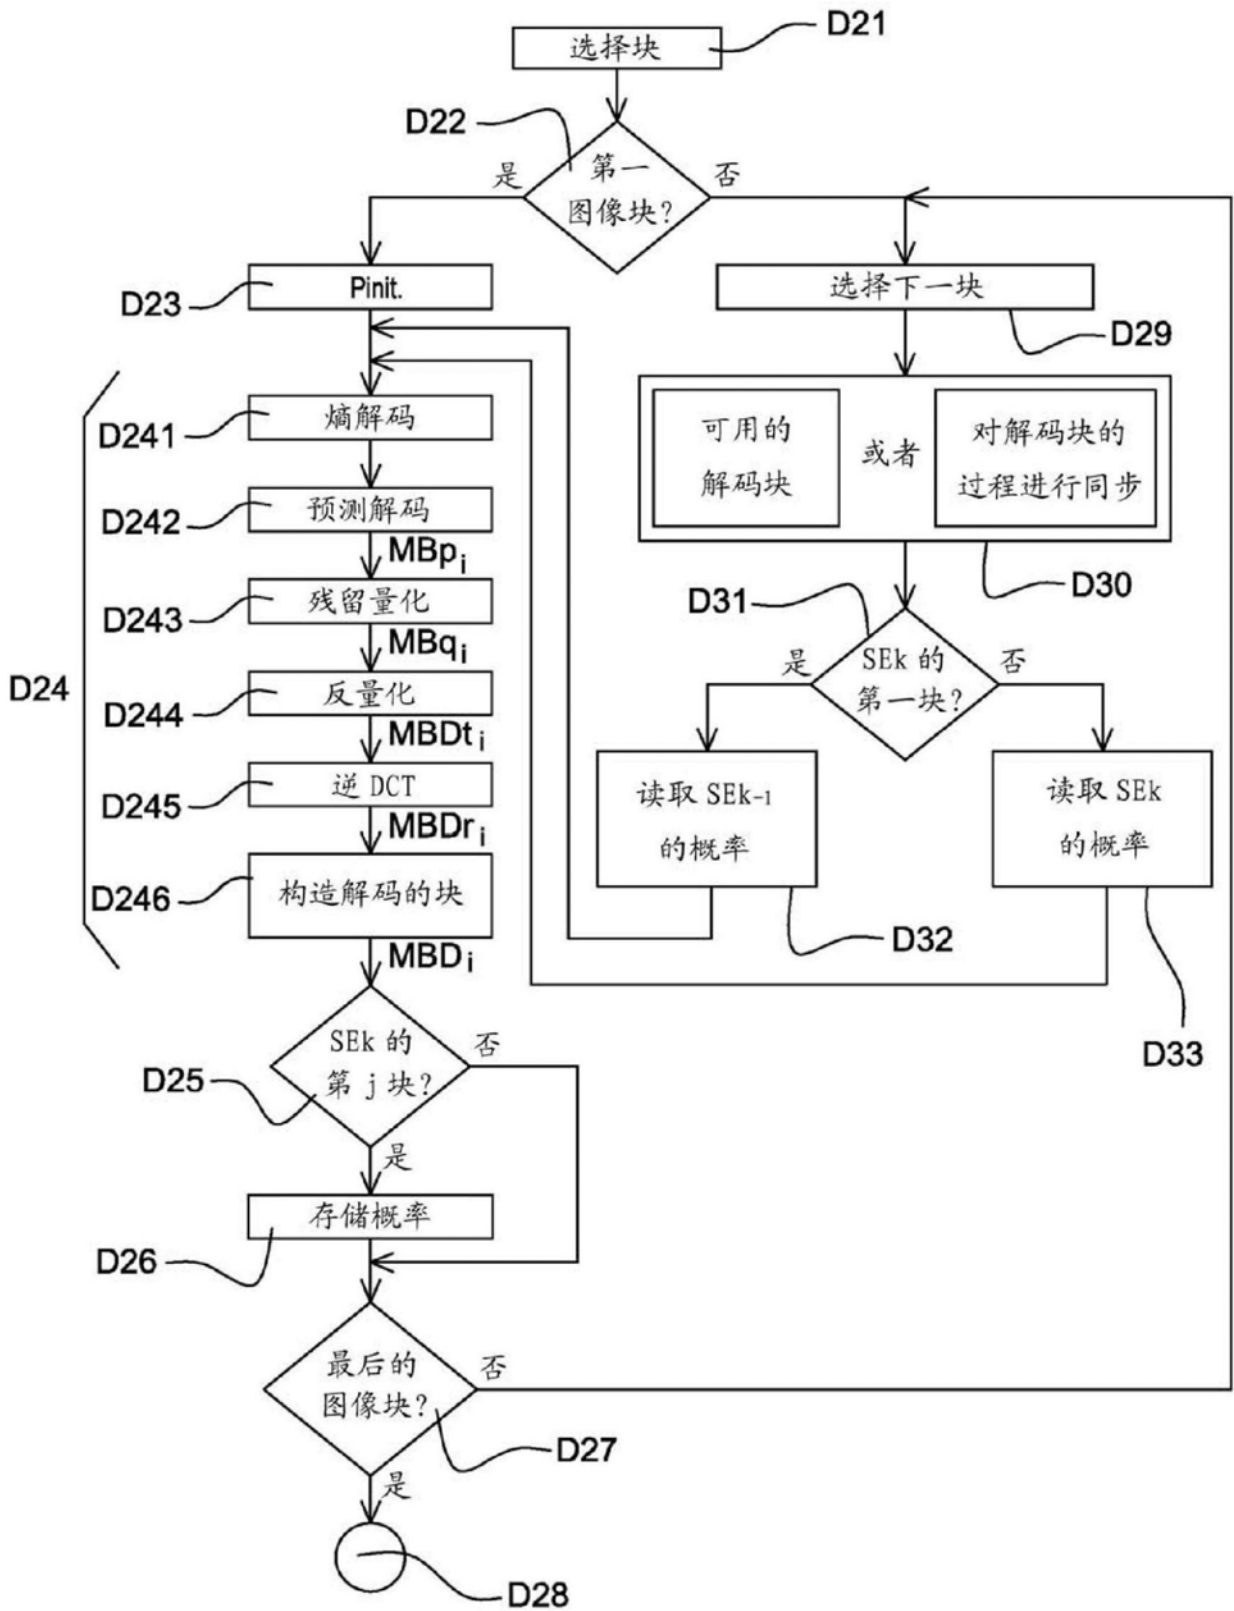 选择块
D21
D22
第一
图像块?
是
否
Pinit.
D23
选择下一块
D29
熵解码
D241
可用的
解码块
或者
对解码块的
过程进行同步
D30
预测解码
D242
MBpi
残留量化
D243
MBqi
D31
SEk 的
第一块?
是
否
D24
反量化
D244
MBDti
逆 DCT
D245
MBDri
读取 SEk-1
的概率
D32
读取 SEk
的概率
D33
构造解码的块
D246
MBDi
SEk 的
第 j 块?
否
D25
是
存储概率
D26
最后的
图像块?
否
D27
是
D28